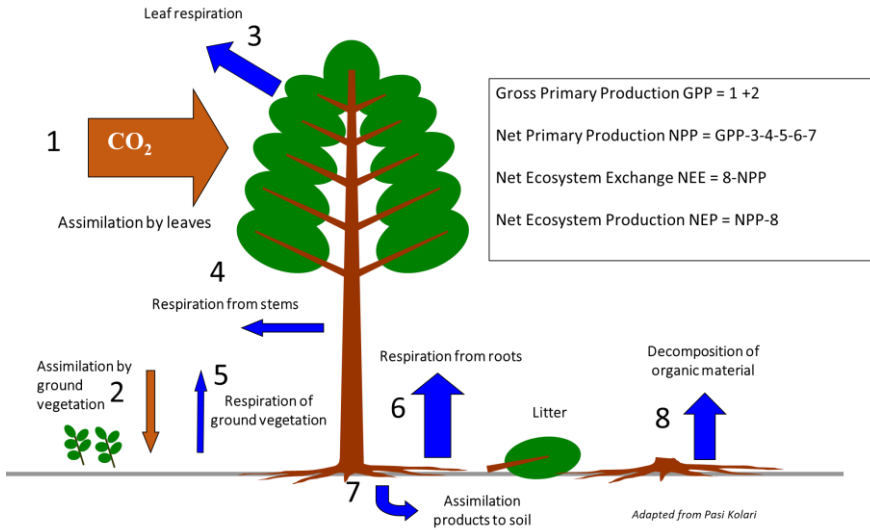 Leaf respiration
3
1
CO2
Assimilation by leaves
Gross Primary Production GPP = 1 +2
Net Primary Production NPP = GPP-3-4-5-6-7
Net Ecosystem Exchange NEE = 8-NPP
Net Ecosystem Production NEP = NPP-8
4
Respiration from stems
Assimilation by
ground
vegetation
2
5
Respiration of
ground vegetation
Respiration from roots
6
Litter
Decomposition of
organic material
8
7
Assimilation
products to soil
Adapted from Pasi Kolari